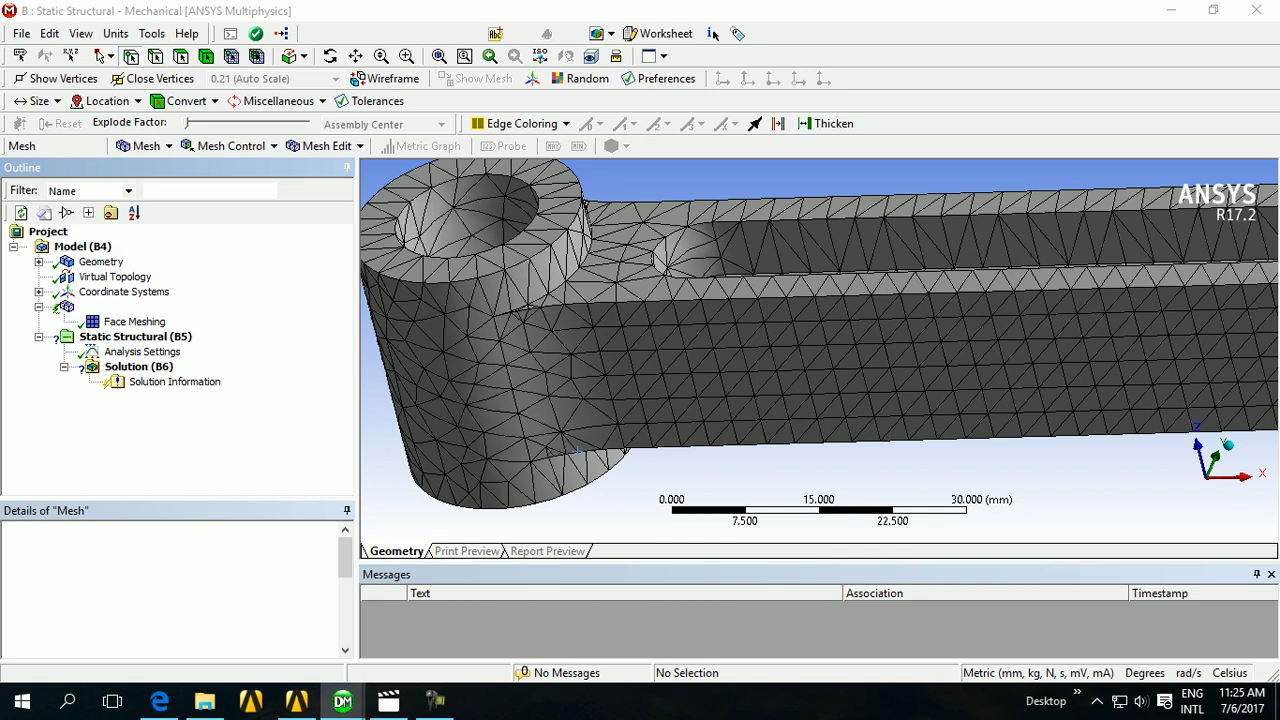 B : Static Structural - Mechanical [ANSYS Multiphysics]
File Edit View Units Tools Help Worksheet
Show Vertices Close Vertices 0.21 (Auto Scale) Wireframe Show Mesh Random Preferences
Size Location Convert Miscellaneous Tolerances
Reset Explode Factor: Assembly Center Edge Coloring Thicken
Mesh Mesh Mesh Control Mesh Edit Metric Graph Probe
Outline
Filter: Name
Project
Model (B4)
Geometry
Virtual Topology
Coordinate Systems
Face Meshing
Static Structural (B5)
Analysis Settings
Solution (B6)
Solution Information
Details of "Mesh"
ANSYS
R17.2
Z
Y
X
0.000 15.000 30.000 (mm)
7.500 22.500
Geometry Print Preview Report Preview
Messages
Text Association Timestamp
0 No Messages No Selection Metric (mm, kg, N, s, mV, mA) Degrees rad/s Celsius
DM Desktop ENG 11:25 AM
INTL 7/6/2017